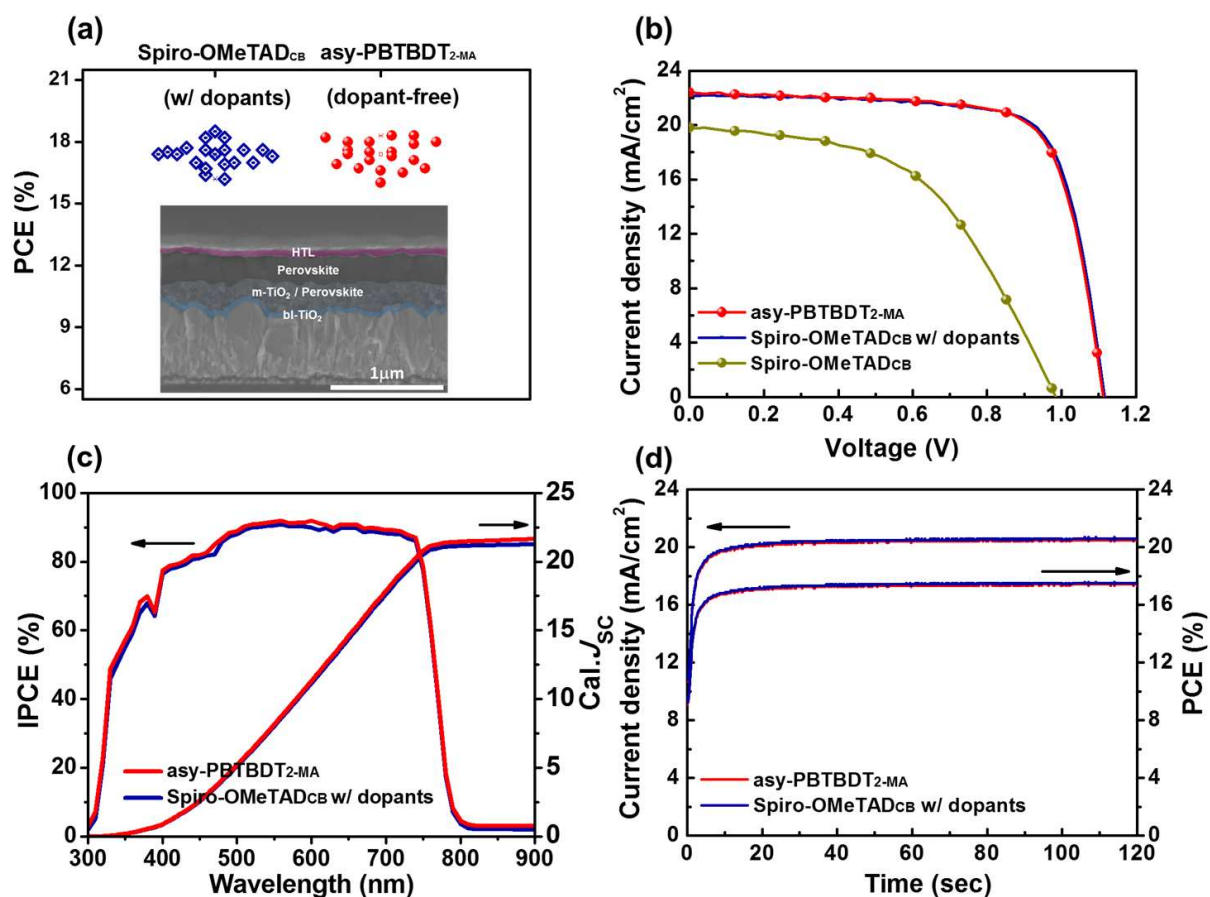 (a)
Spiro-OMeTADCB asy-PBTBDT2-MA
(w/ dopants) (dopant-free)
21
18
15
12
9
6
PCE (%)
HTL
Perovskite
m-TiO2 / Perovskite
bl-TiO2
1μm
(b)
24
20
16
12
8
4
0
Current density (mA/cm2)
asy-PBTBDT2-MA
Spiro-OMeTADCB w/ dopants
Spiro-OMeTADCB
0.0 0.2 0.4 0.6 0.8 1.0 1.2
Voltage (V)
(c)
100
80
60
40
20
0
IPCE (%)
25
20
15
10
5
0
Cal.JSC
asy-PBTBDT2-MA
Spiro-OMeTADCB w/ dopants
300 400 500 600 700 800 900
Wavelength (nm)
(d)
24
20
16
12
8
4
0
Current density (mA/cm2)
24
20
16
12
8
4
0
PCE (%)
asy-PBTBDT2-MA
Spiro-OMeTADCB w/ dopants
0 20 40 60 80 100 120
Time (sec)